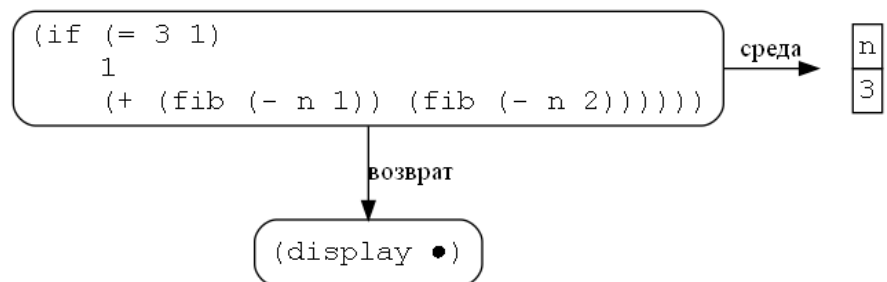 (if (= 3 1)
1
(+ (fib (- n 1)) (fib (- n 2))))))
среда
n
3
возврат
(display ●)